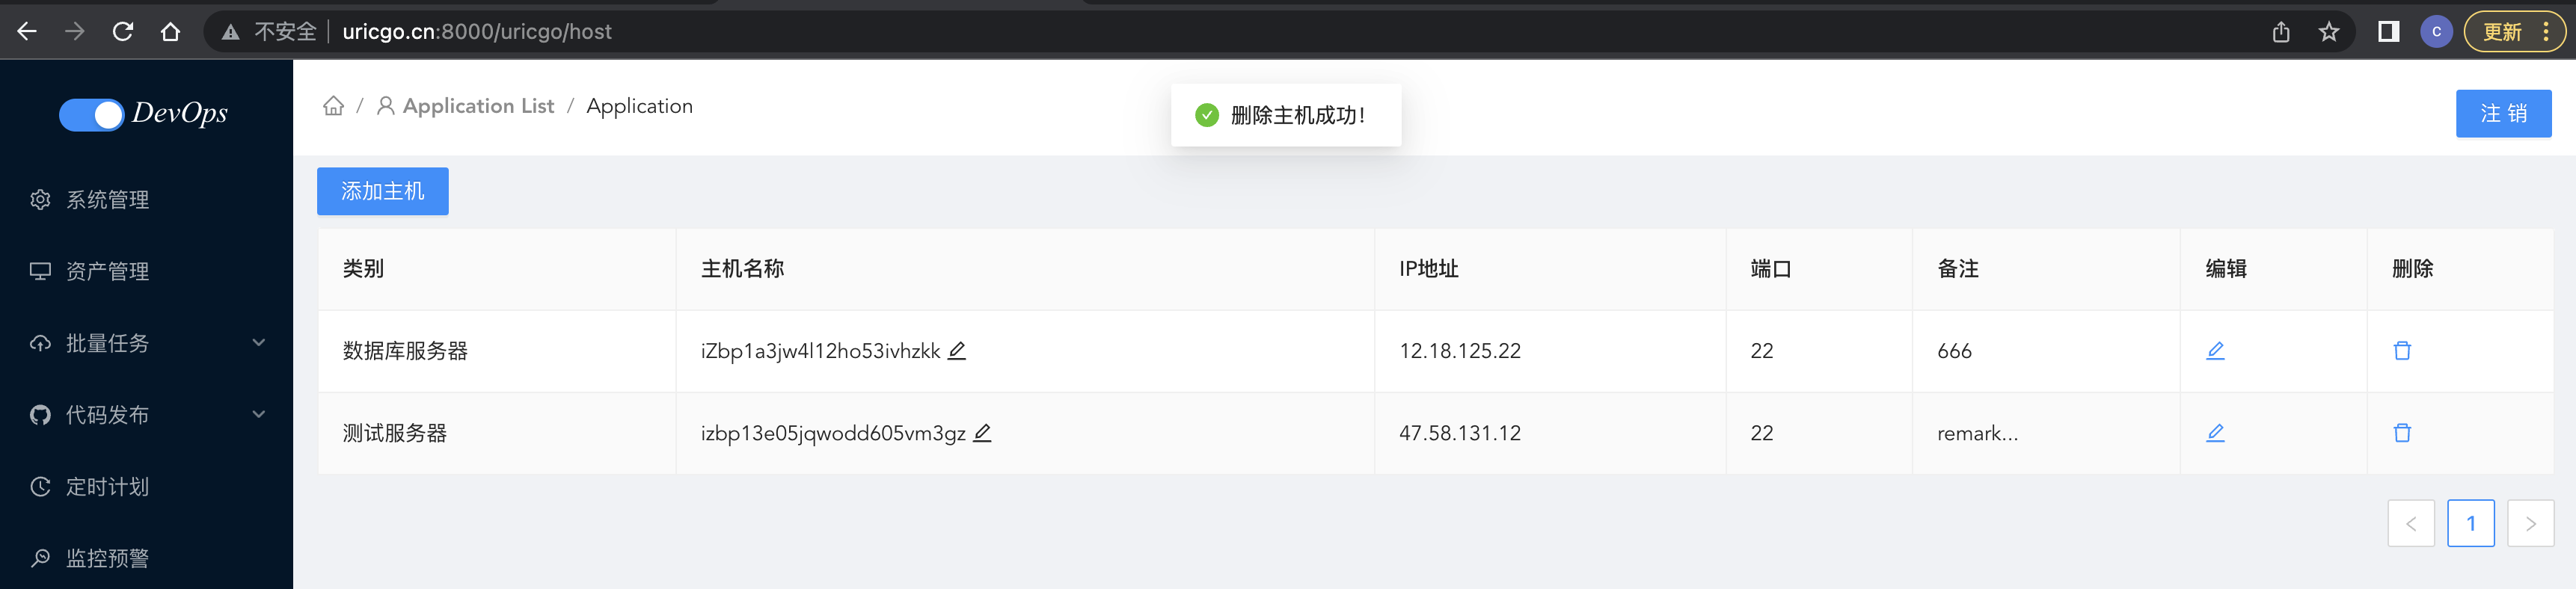 不安全 uricgo.cn:8000/uricgo/host C 更新
DevOps
系统管理
资产管理
批量任务
代码发布
定时计划
监控预警
/ Application List / Application
删除主机成功!
注 销
添加主机
类别 主机名称 IP地址 端口 备注 编辑 删除
数据库服务器 iZbp1a3jw4l12ho53ivhzkk 12.18.125.22 22 666
测试服务器 izbp13e05jqwodd605vm3gz 47.58.131.12 22 remark...
< 1 >